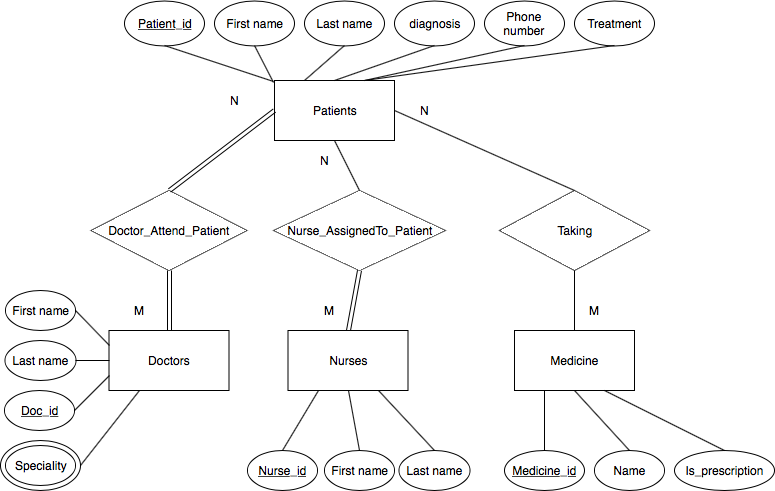 Patient_id
First name
Last name
diagnosis
Phone
number
Treatment
N
Patients
N
N
Doctor_Attend_Patient
Nurse_AssignedTo_Patient
Taking
First name
M
M
M
Last name
Doctors
Nurses
Medicine
Doc_id
Speciality
Nurse_id
First name
Last name
Medicine_id
Name
Is_prescription